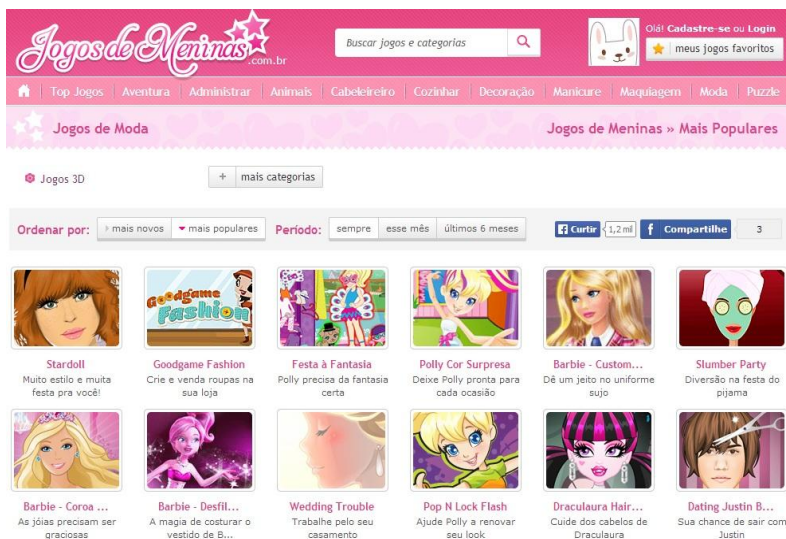 Jogos de Meninas
.com.br
Buscar jogos e categorias
Olá! Cadastre-se ou Login
meus jogos favoritos
Top Jogos Aventura Administrar Animais Cabeleireiro Cozinhar Decoração Manicure Maquiagem Moda Puzzle
Jogos de Moda
Jogos de Meninas » Mais Populares
Jogos 3D
+ mais categorias
Ordenar por: mais novos mais populares Período: sempre esse mês últimos 6 meses Curtir 1,2 mil Compartilhe 3
Goodgame
Fashion
Stardoll
Muito estilo e muita
festa pra você!
Goodgame Fashion
Crie e venda roupas na
sua loja
Festa à Fantasia
Polly precisa da fantasia
certa
Polly Cor Surpresa
Deixe Polly pronta para
cada ocasião
Barbie - Custom...
Dê um jeito no uniforme
sujo
Slumber Party
Diversão na festa do
pijama
Barbie - Coroa ...
As jóias precisam ser
graciosas
Barbie - Desfil...
A magia de costurar o
vestido de B...
Wedding Trouble
Trabalhe pelo seu
casamento
Pop N Lock Flash
Ajude Polly a renovar
seu look
Draculaura Hair...
Cuide dos cabelos de
Draculaura
Dating Justin B...
Sua chance de sair com
Justin